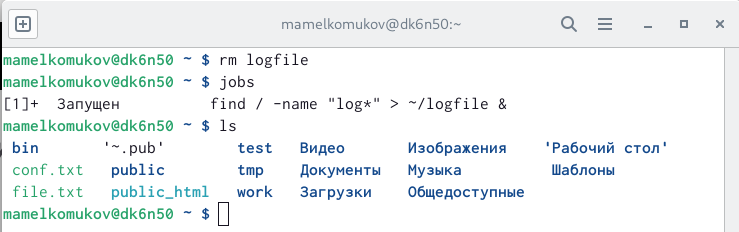 mamelkomukov@dk6n50:~
mamelkomukov@dk6n50 ~ $ rm logfile
mamelkomukov@dk6n50 ~ $ jobs
[1]+  Запущен          find / -name "log*" > ~/logfile &
mamelkomukov@dk6n50 ~ $ ls
 bin        '~.pub'         test   Видео       Изображения    'Рабочий стол'
 conf.txt   public         tmp    Документы   Музыка          Шаблоны
 file.txt   public_html    work   Загрузки    Общедоступные
mamelkomukov@dk6n50 ~ $